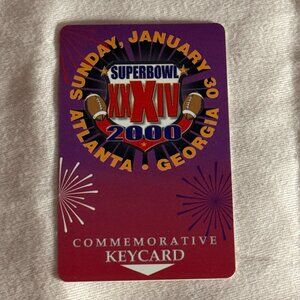 SUNDAY, JANUARY 30
SUPERBOWL
XXXIV
2000
ATLANTA • GEORGIA
COMMEMORATIVE
KEYCARD